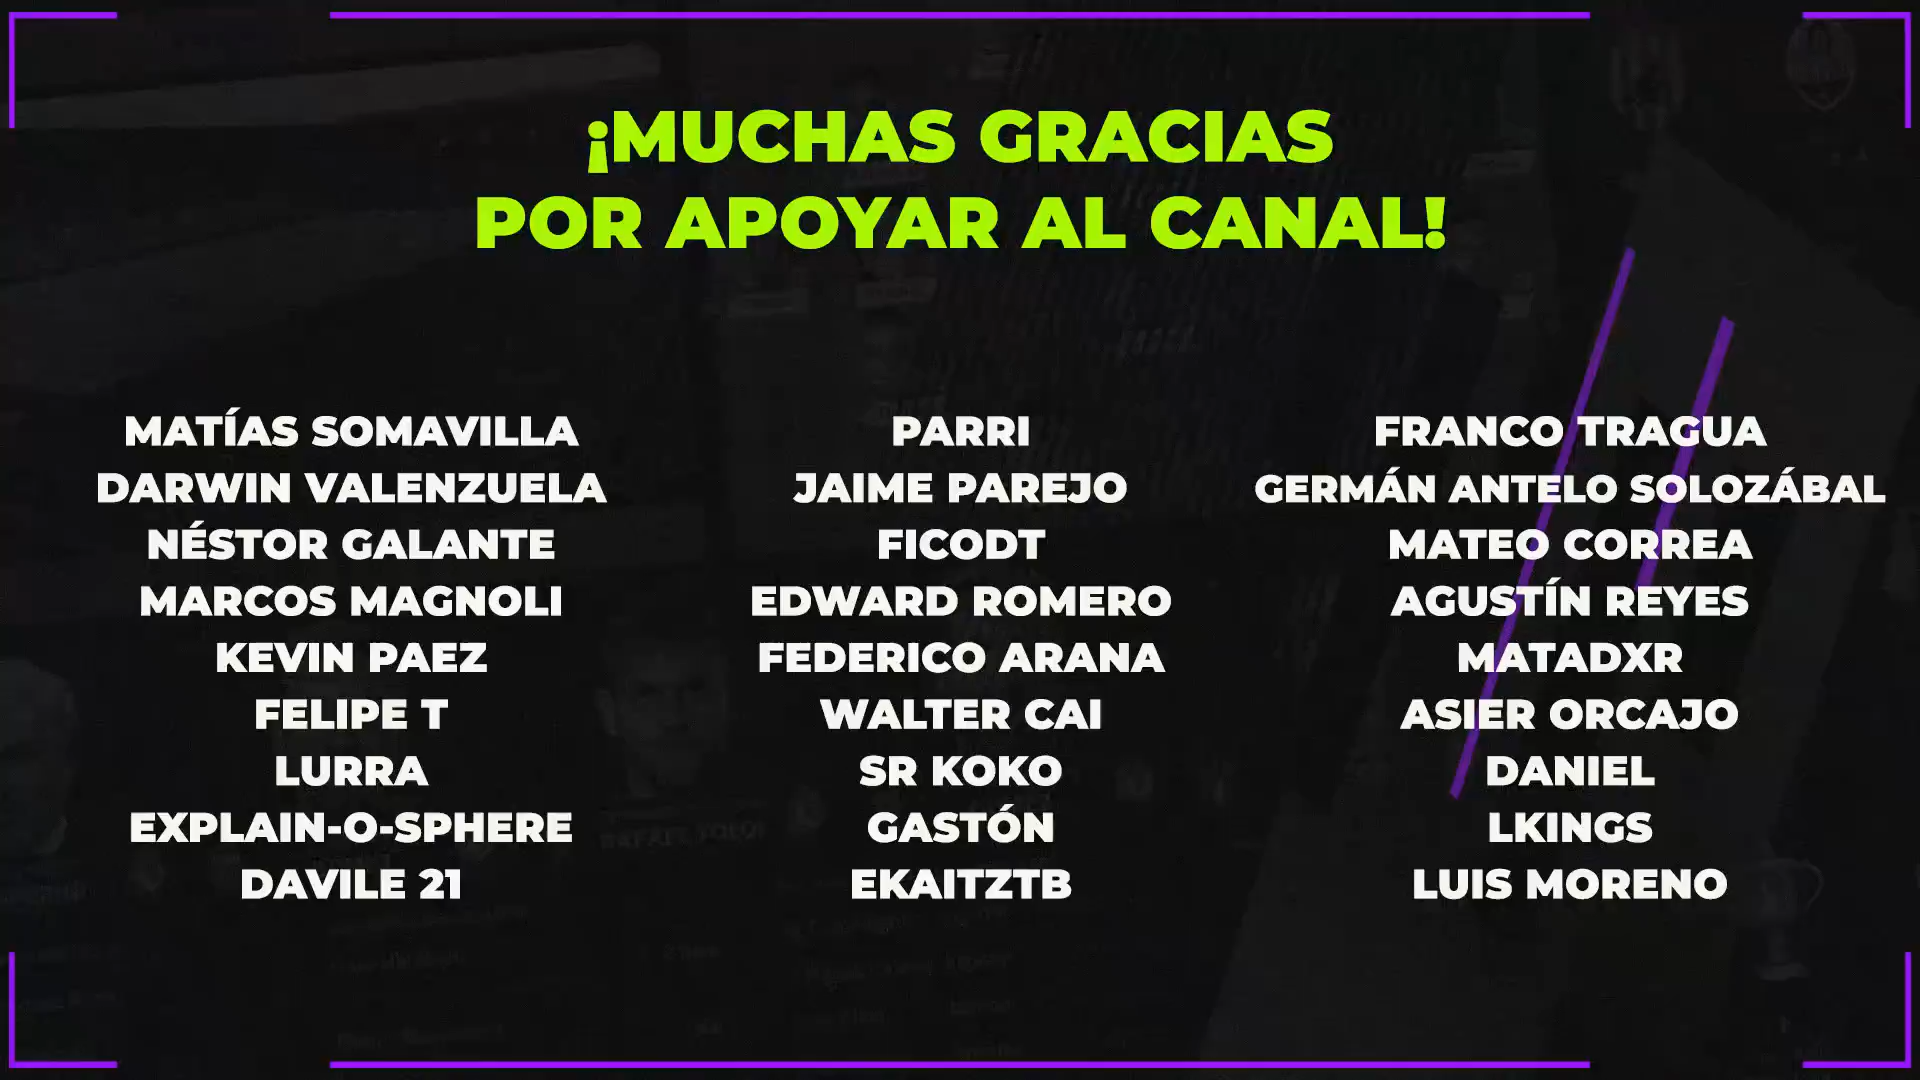 ¡MUCHAS GRACIAS
POR APOYAR AL CANAL!
MATÍAS SOMAVILLA
DARWIN VALENZUELA
NÉSTOR GALANTE
MARCOS MAGNOLI
KEVIN PAEZ
FELIPE T
LURRA
EXPLAIN-O-SPHERE
DAVILE 21
PARRI
JAIME PAREJO
FICODT
EDWARD ROMERO
FEDERICO ARANA
WALTER CAI
SR KOKO
GASTÓN
EKAITZTB
FRANCO TRAGUA
GERMÁN ANTELO SOLOZÁBAL
MATEO CORREA
AGUSTÍN REYES
MATADXR
ASIER ORCAJO
DANIEL
LKINGS
LUIS MORENO